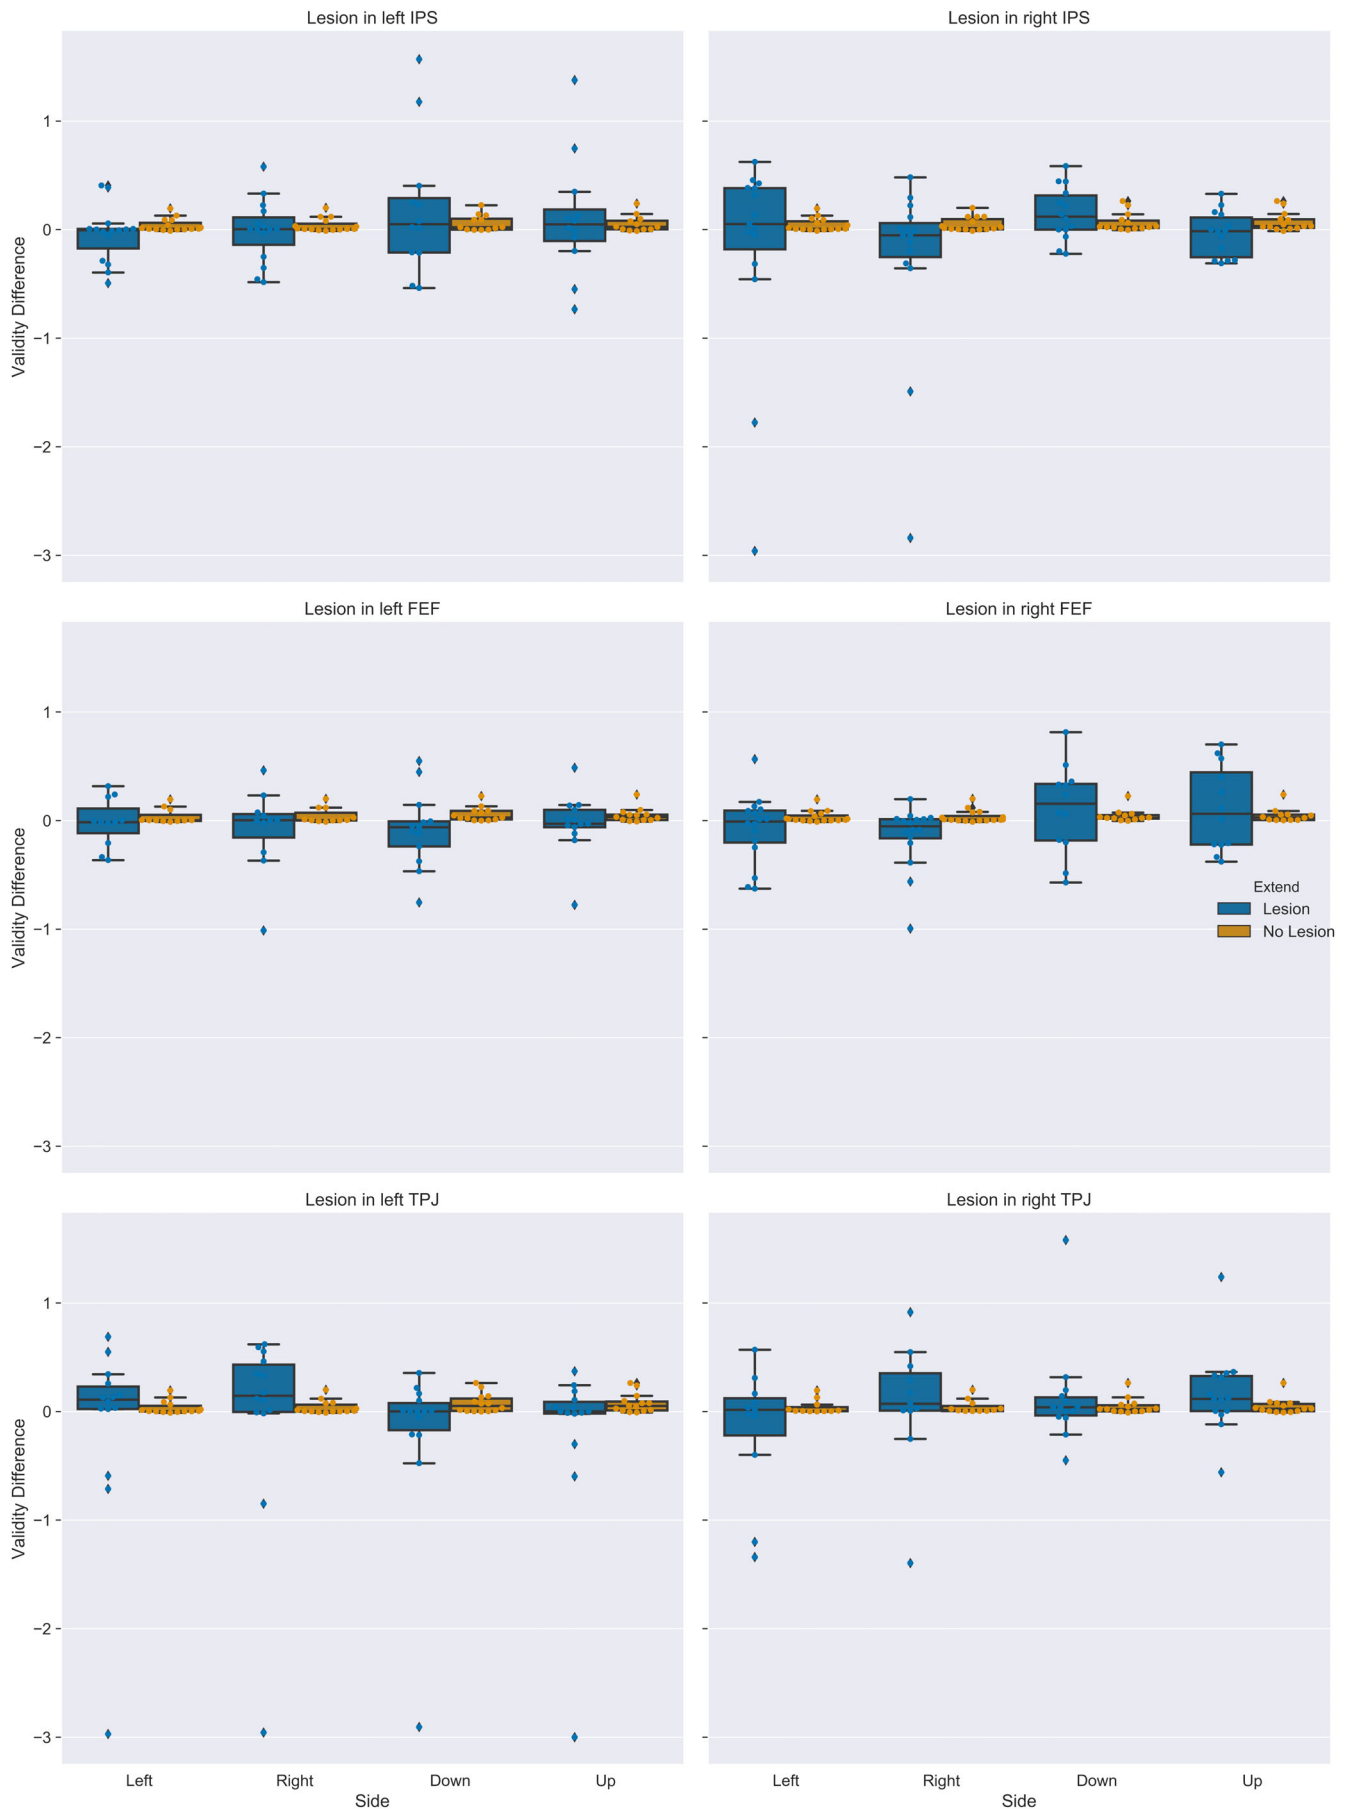 Lesion in left IPS
Lesion in right IPS
Validity Difference
1
0
−1
−2
−3
Lesion in left FEF
Lesion in right FEF
Validity Difference
1
0
−1
−2
−3
Extend
Lesion
No Lesion
Lesion in left TPJ
Lesion in right TPJ
Validity Difference
1
0
−1
−2
−3
Left Right Down Up
Side
Left Right Down Up
Side